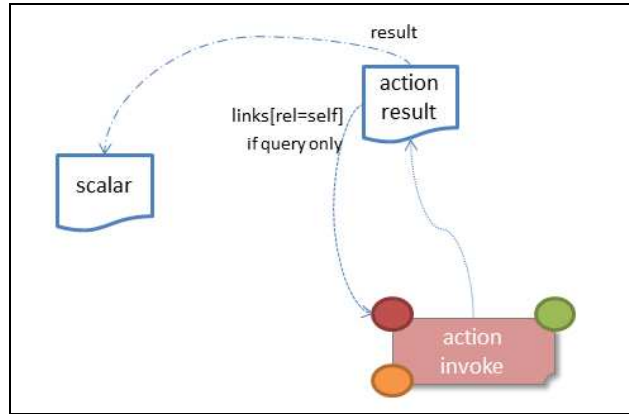 result
action
result
links[rel=self]
if query only
scalar
action
invoke